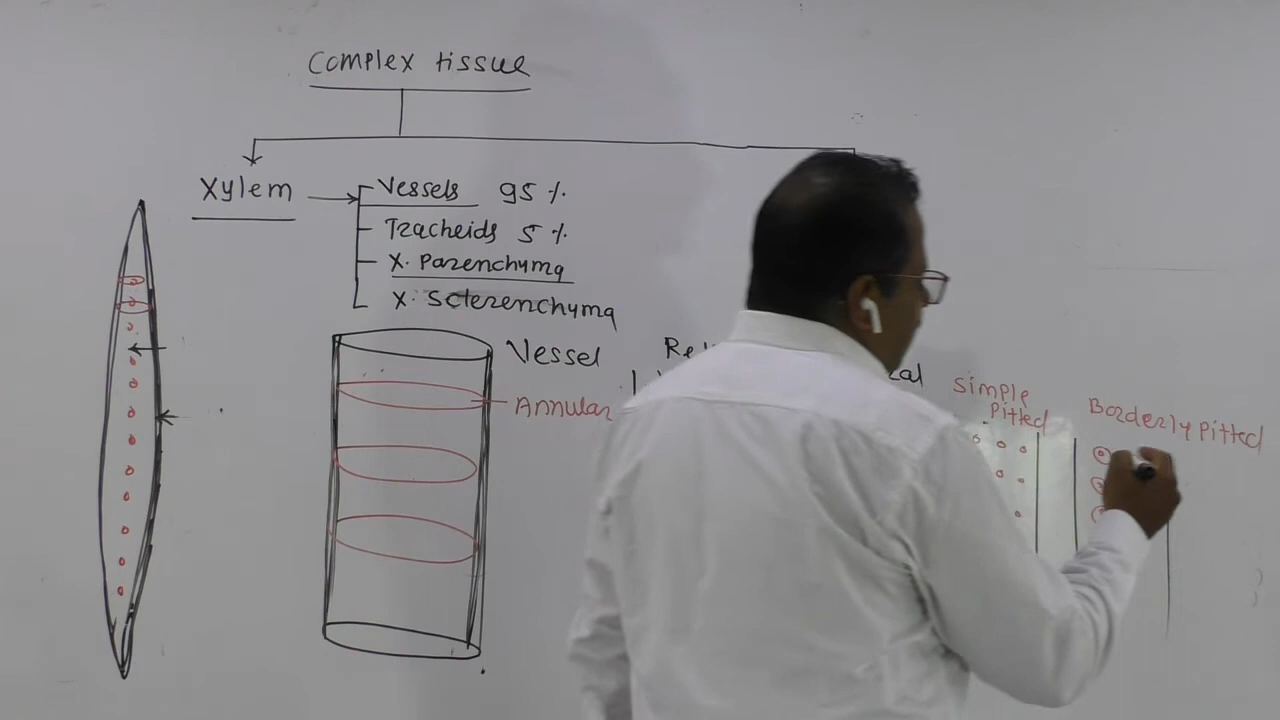 Complex tissue
Xylem
Vessels 95 %
Tracheids 5 %
X. Parenchyma
X. Sclerenchyma
Vessel
Annular
Simple
Pitted
Borderly Pitted